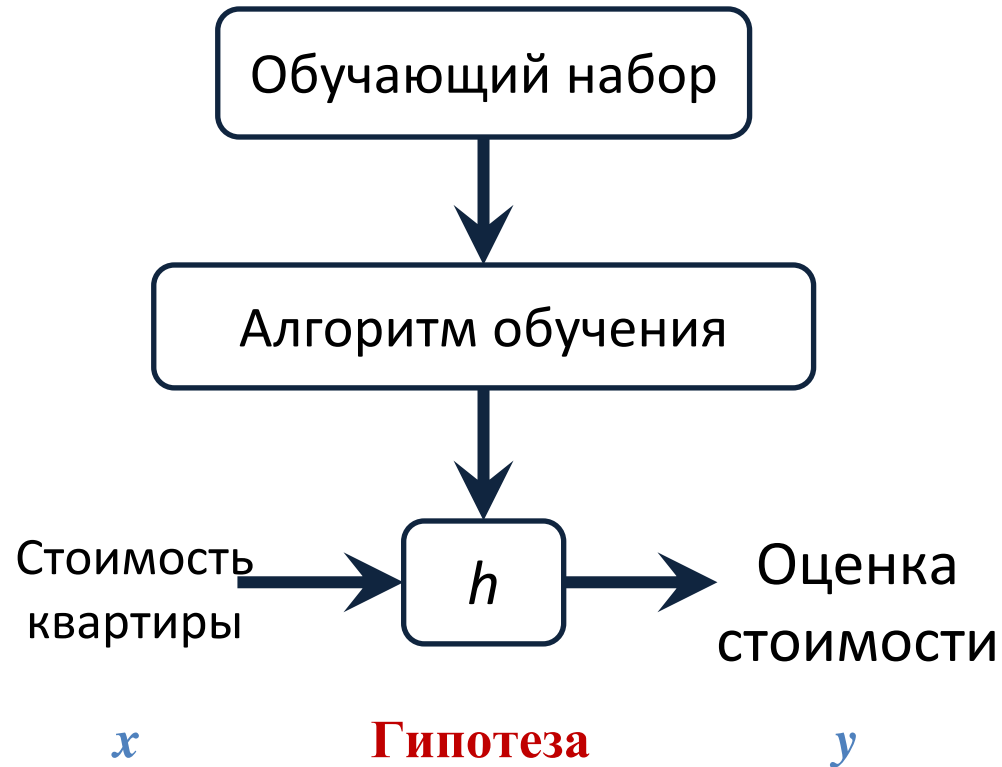 Обучающий набор
Алгоритм обучения
Стоимость
квартиры
h
Оценка
стоимости
x
Гипотеза
y